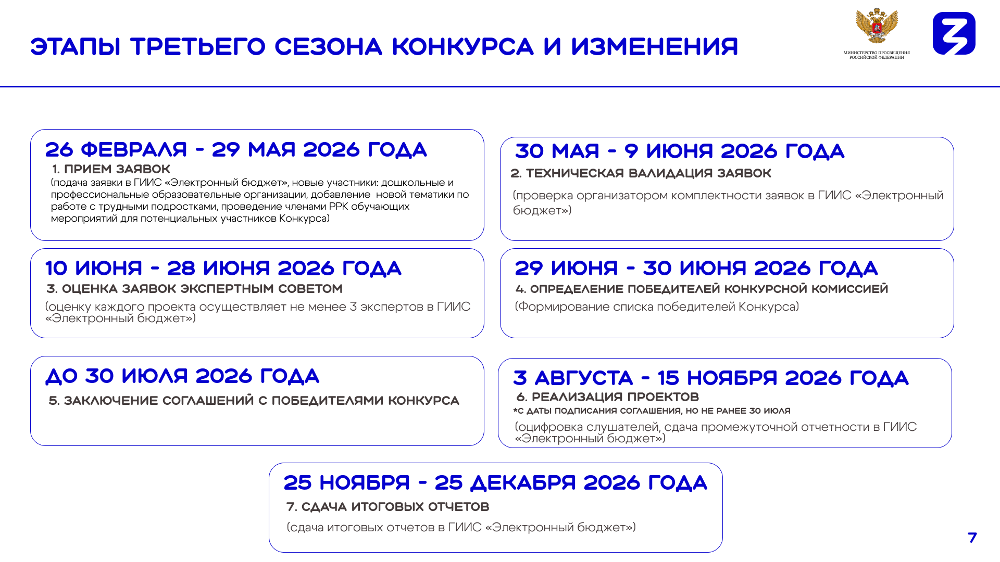 ЭТАПЫ ТРЕТЬЕГО СЕЗОНА КОНКУРСА И ИЗМЕНЕНИЯ
МИНИСТЕРСТВО ПРОСВЕЩЕНИЯ
РОССИЙСКОЙ ФЕДЕРАЦИИ
26 ФЕВРАЛЯ - 29 МАЯ 2026 ГОДА
1. ПРИЕМ ЗАЯВОК
(подача заявки в ГИИС «Электронный бюджет», новые участники: дошкольные и
профессиональные образовательные организации, добавление новой тематики по
работе с трудными подростками, проведение членами РРК обучающих
мероприятий для потенциальных участников Конкурса)
30 МАЯ - 9 ИЮНЯ 2026 ГОДА
2. ТЕХНИЧЕСКАЯ ВАЛИДАЦИЯ ЗАЯВОК
(проверка организатором комплектности заявок в ГИИС «Электронный
бюджет»)
10 ИЮНЯ - 28 ИЮНЯ 2026 ГОДА
3. ОЦЕНКА ЗАЯВОК ЭКСПЕРТНЫМ СОВЕТОМ
(оценку каждого проекта осуществляет не менее 3 экспертов в ГИИС
«Электронный бюджет»)
29 ИЮНЯ - 30 ИЮНЯ 2026 ГОДА
4. ОПРЕДЕЛЕНИЕ ПОБЕДИТЕЛЕЙ КОНКУРСНОЙ КОМИССИЕЙ
(Формирование списка победителей Конкурса)
ДО 30 ИЮЛЯ 2026 ГОДА
5. ЗАКЛЮЧЕНИЕ СОГЛАШЕНИЙ С ПОБЕДИТЕЛЯМИ КОНКУРСА
3 АВГУСТА - 15 НОЯБРЯ 2026 ГОДА
6. РЕАЛИЗАЦИЯ ПРОЕКТОВ
*С ДАТЫ ПОДПИСАНИЯ СОГЛАШЕНИЯ, НО НЕ РАНЕЕ 30 ИЮЛЯ
(оцифровка слушателей, сдача промежуточной отчетности в ГИИС
«Электронный бюджет»)
25 НОЯБРЯ - 25 ДЕКАБРЯ 2026 ГОДА
7. СДАЧА ИТОГОВЫХ ОТЧЕТОВ
(сдача итоговых отчетов в ГИИС «Электронный бюджет»)
7